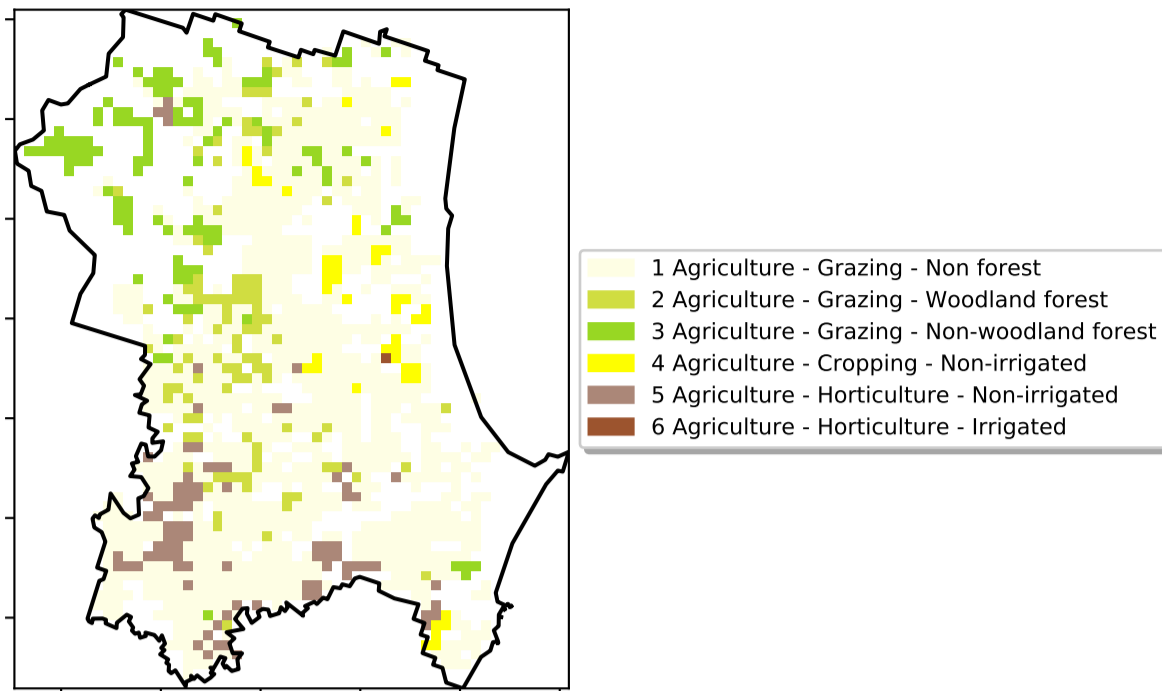 1 Agriculture - Grazing - Non forest
2 Agriculture - Grazing - Woodland forest
3 Agriculture - Grazing - Non-woodland forest
4 Agriculture - Cropping - Non-irrigated
5 Agriculture - Horticulture - Non-irrigated
6 Agriculture - Horticulture - Irrigated